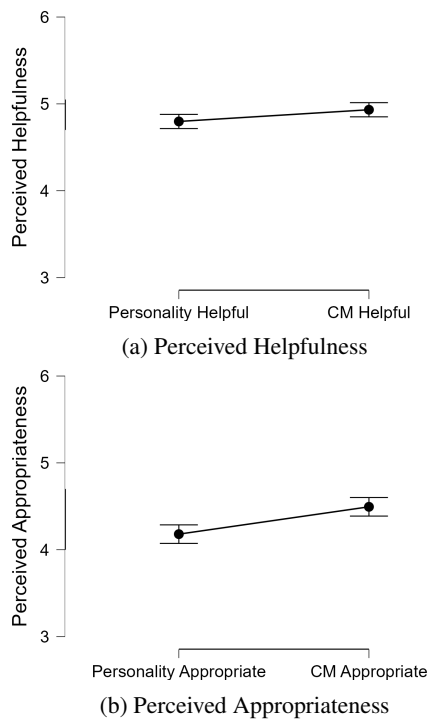 6
5
4
3
Perceived Helpfulness
Personality Helpful
CM Helpful
(a) Perceived Helpfulness
6
5
4
3
Perceived Appropriateness
Personality Appropriate
CM Appropriate
(b) Perceived Appropriateness